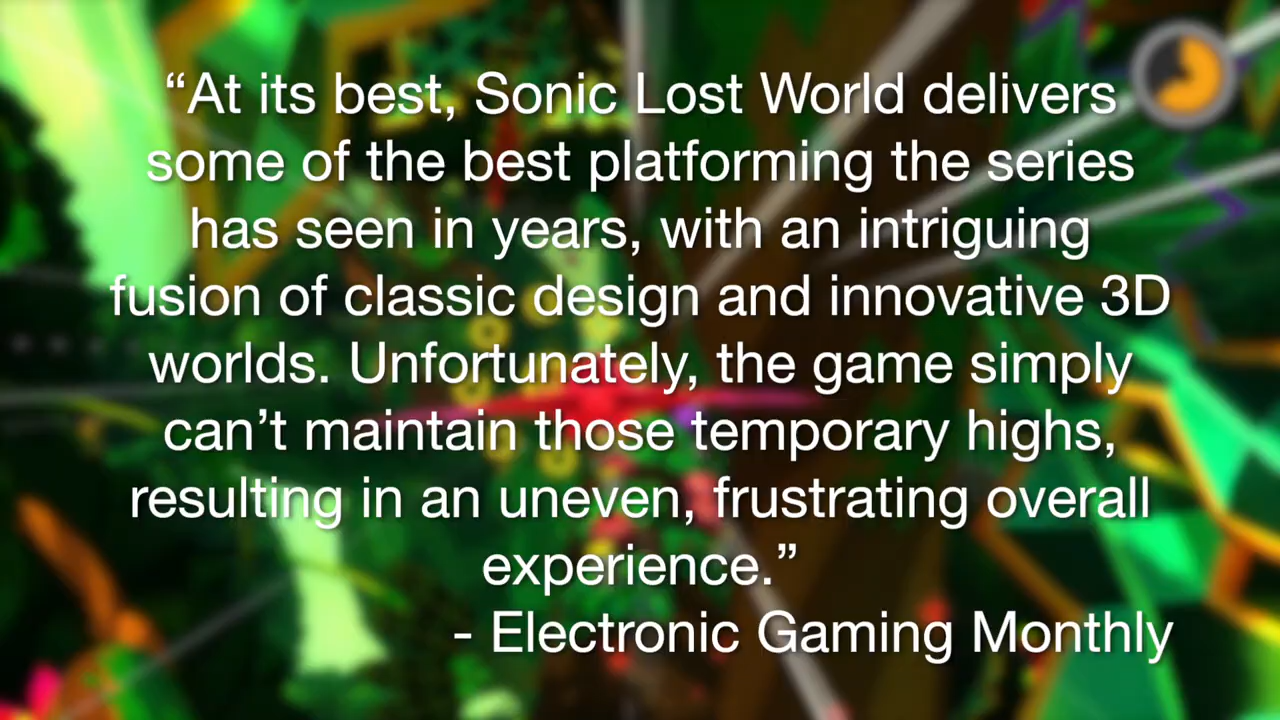 “At its best, Sonic Lost World delivers
some of the best platforming the series
has seen in years, with an intriguing
fusion of classic design and innovative 3D
worlds. Unfortunately, the game simply
can’t maintain those temporary highs,
resulting in an uneven, frustrating overall
experience.”
- Electronic Gaming Monthly